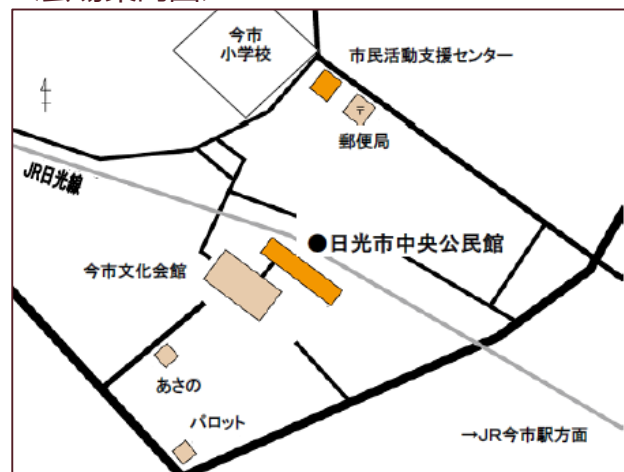 今市
小学校
市民活動支援センター
〒
郵便局
JR日光線
●日光市中央公民館
今市文化会館
あさの
パロット
→JR今市駅方面